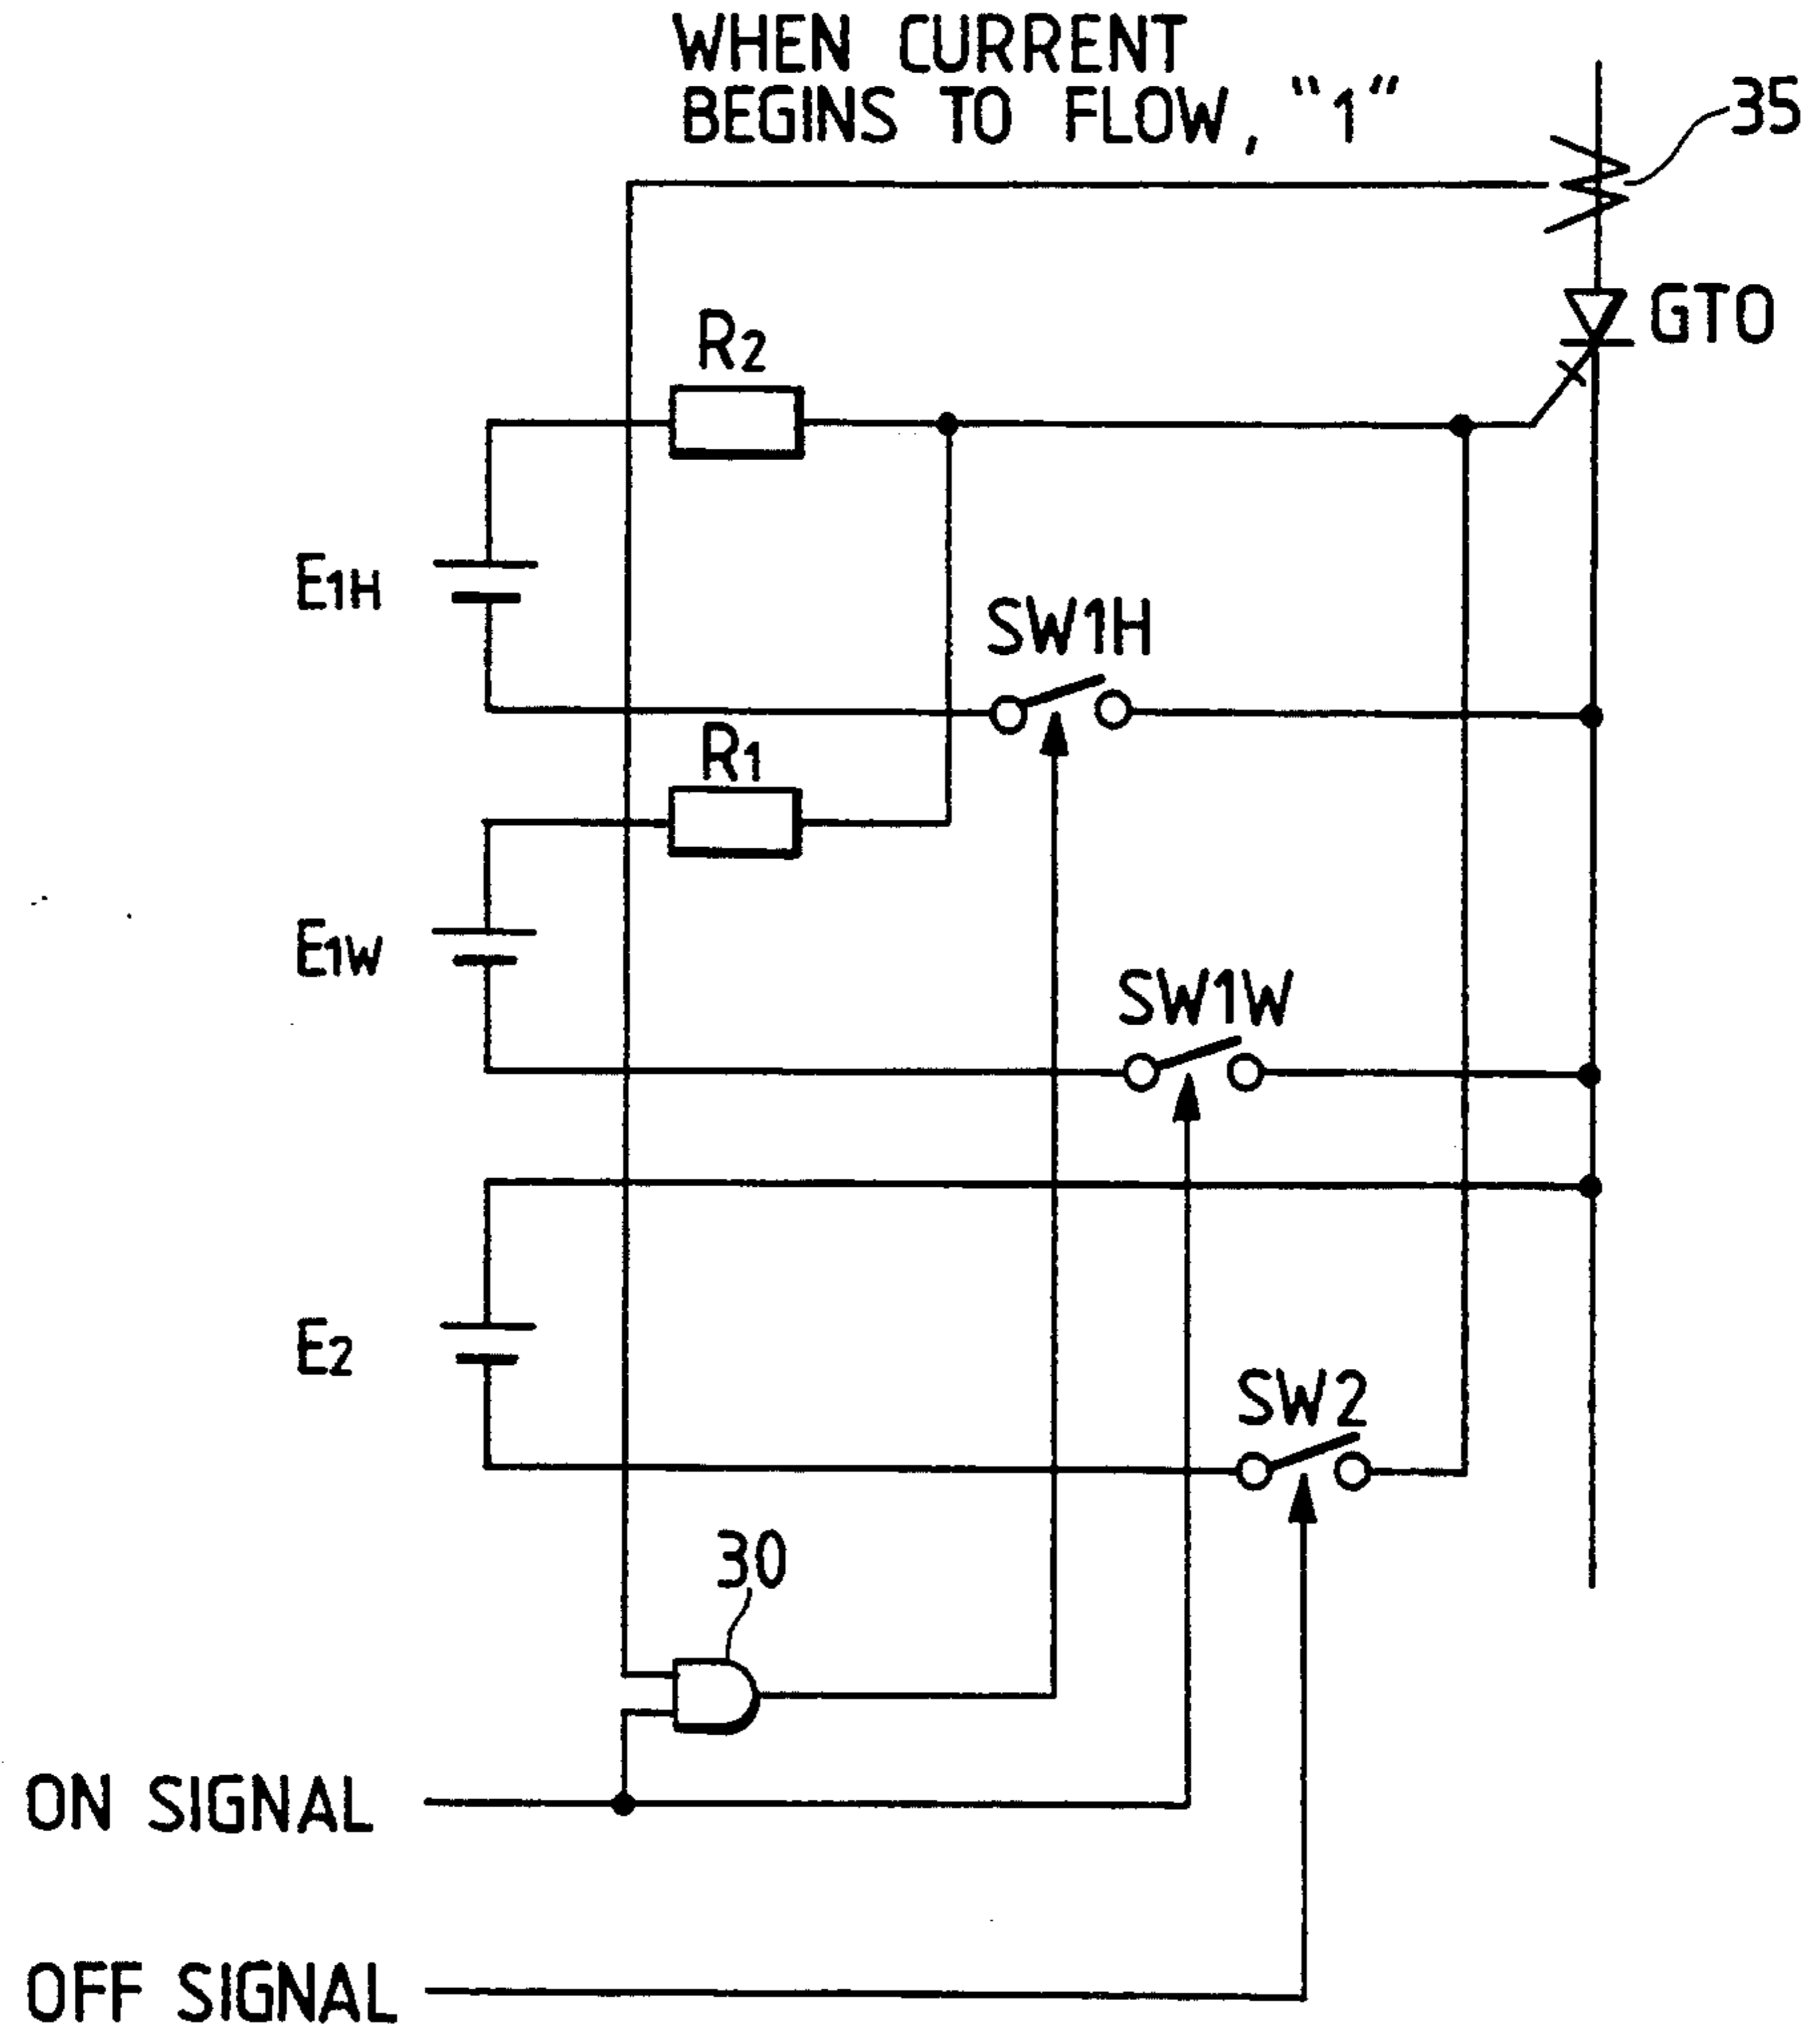 WHEN CURRENT
BEGINS TO FLOW, "1"
35
GTO
R2
E1H
SW1H
R1
E1W
SW1W
E2
SW2
30
ON SIGNAL
OFF SIGNAL